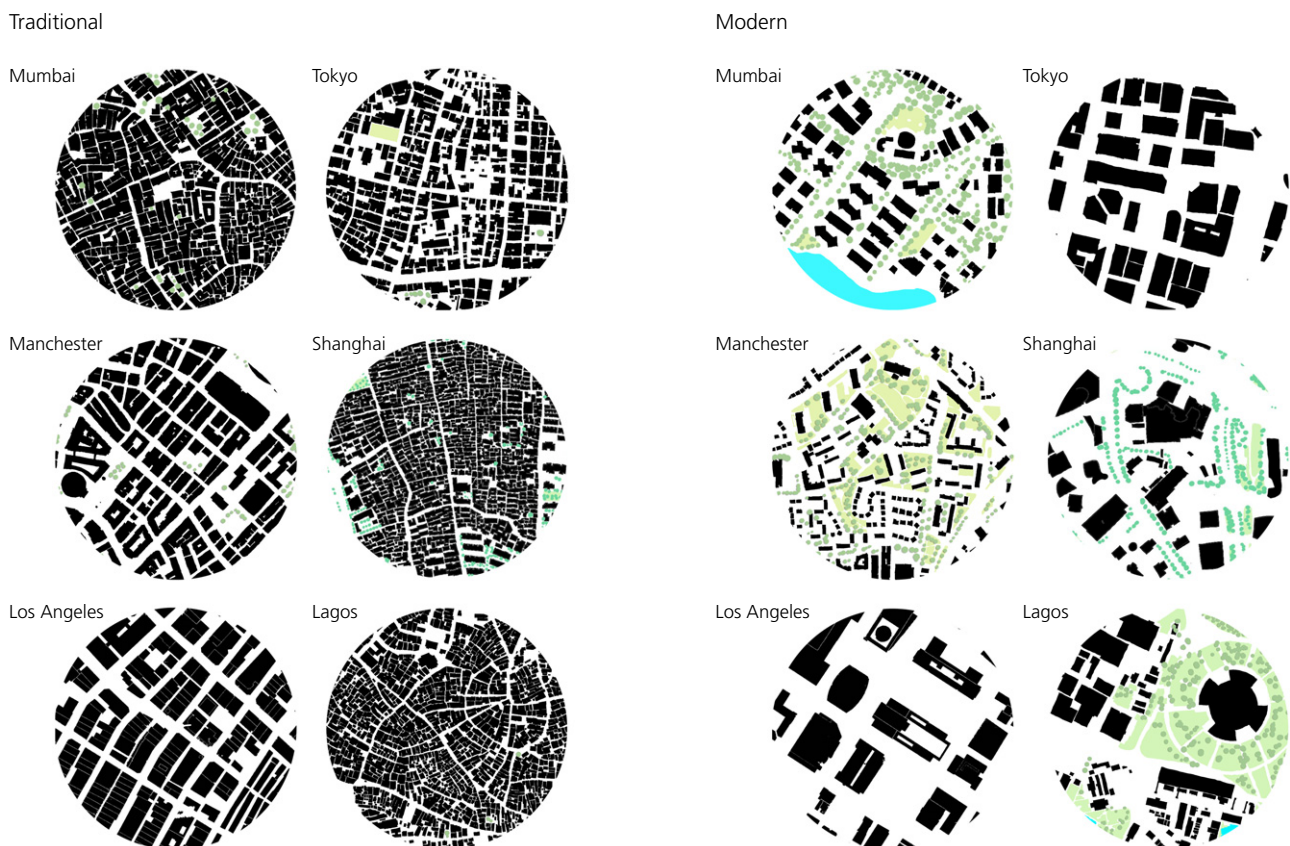 Traditional
Modern
Mumbai
Tokyo
Mumbai
Tokyo
Manchester
Shanghai
Manchester
Shanghai
Los Angeles
Lagos
Los Angeles
Lagos